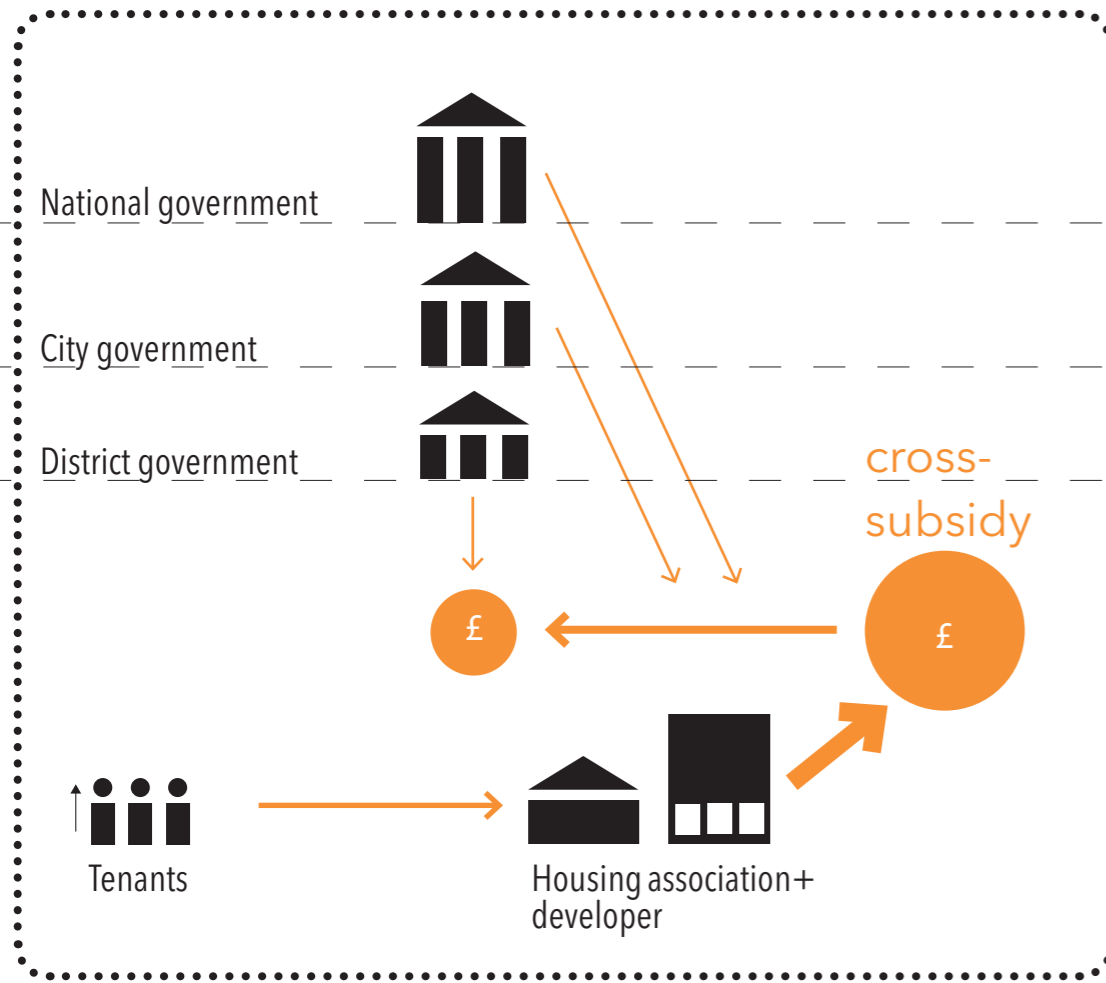 National government
City government
District government
cross-
subsidy
£
£
Tenants
Housing association+
developer